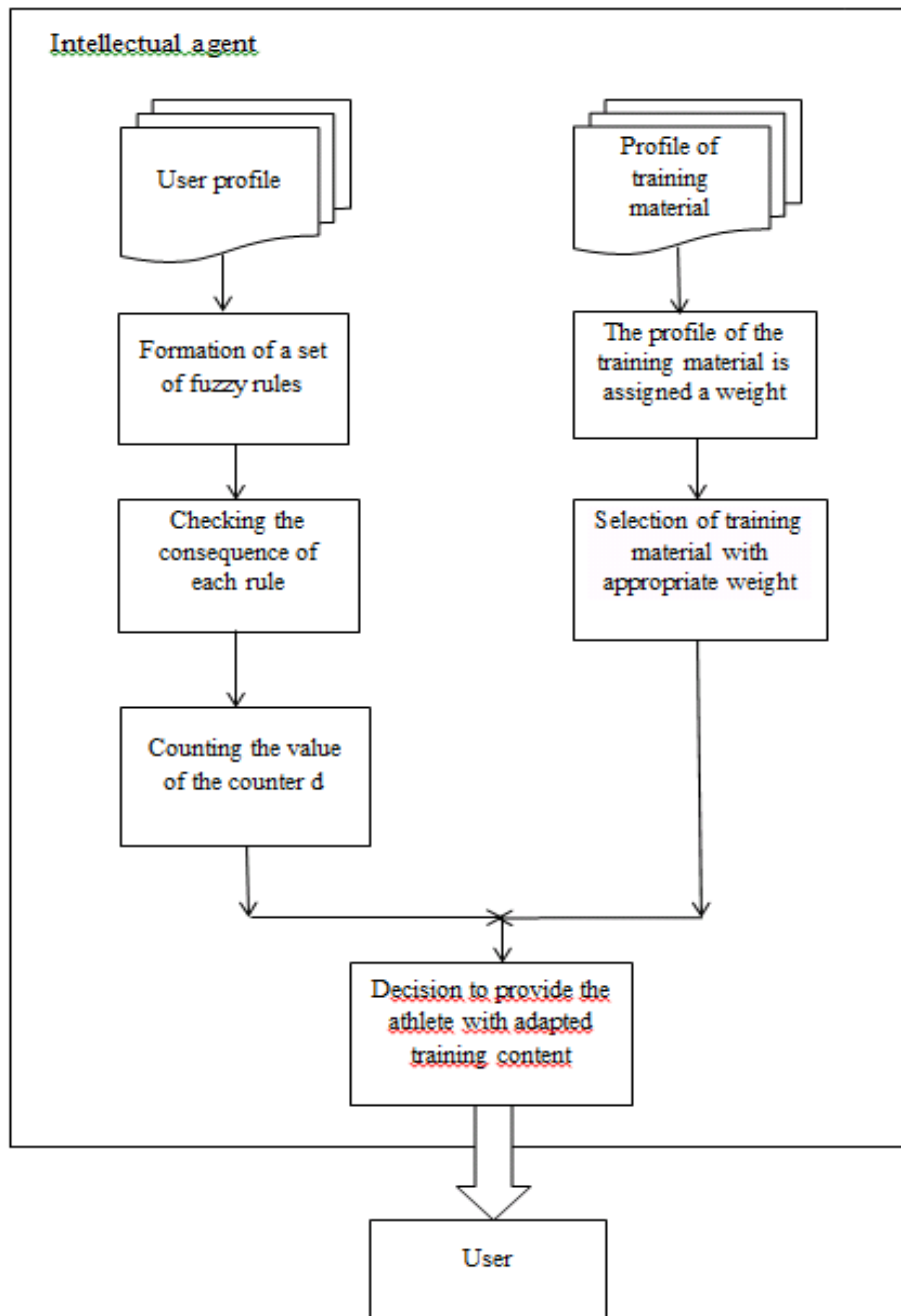 Intellectual agent
User profile
Profile of
training
material
Formation of a set
of fuzzy rules
The profile of the
training material is
assigned a weight
Checking the
consequence of
each rule
Selection of training
material with
appropriate weight
Counting the value
of the counter d
Decision to provide the
athlete with adapted
training content
User